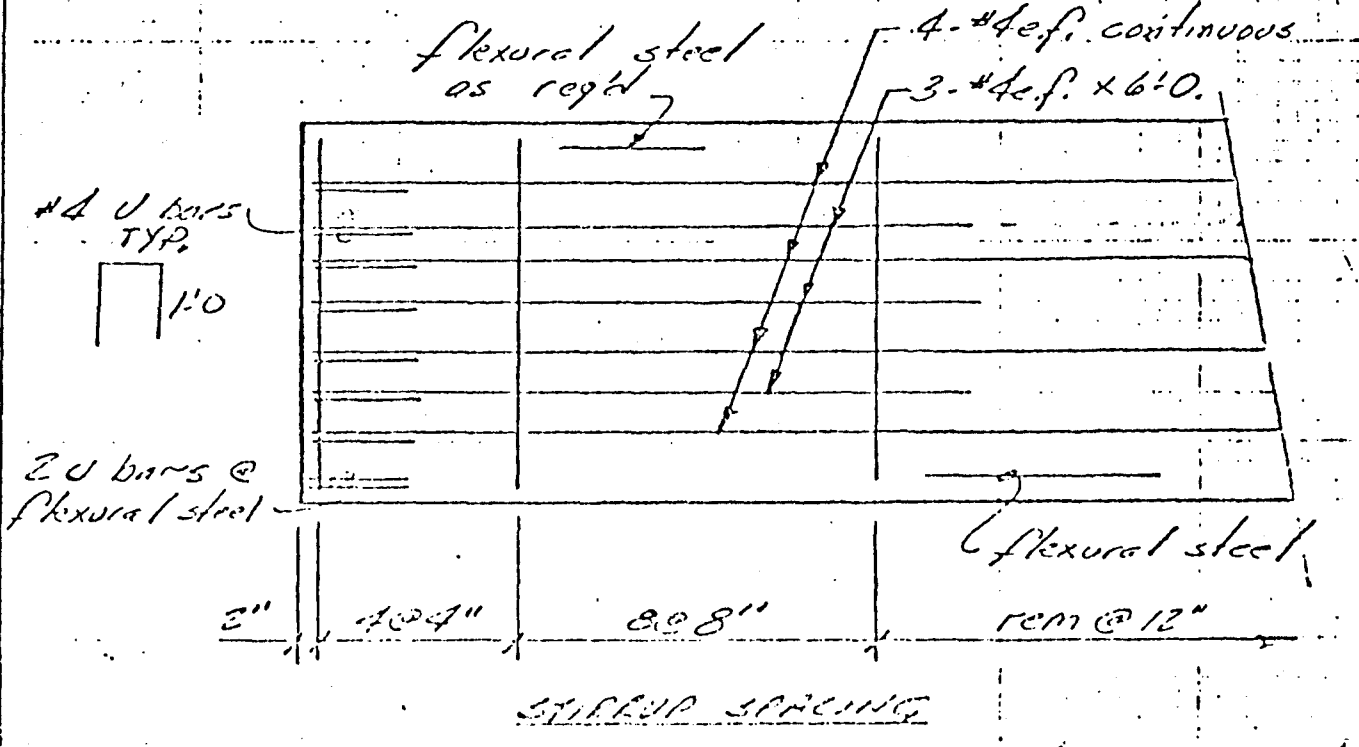 flexural steel
as req'd
4-#4 e.f. continuous
3-#4 e.f. x 6'-0.
#4 U bars
TYP.
1'-0
2 U bars @
flexural steel
flexural steel
2"
4@4"
8@8"
rem @ 12"
STIRRUP SPACING